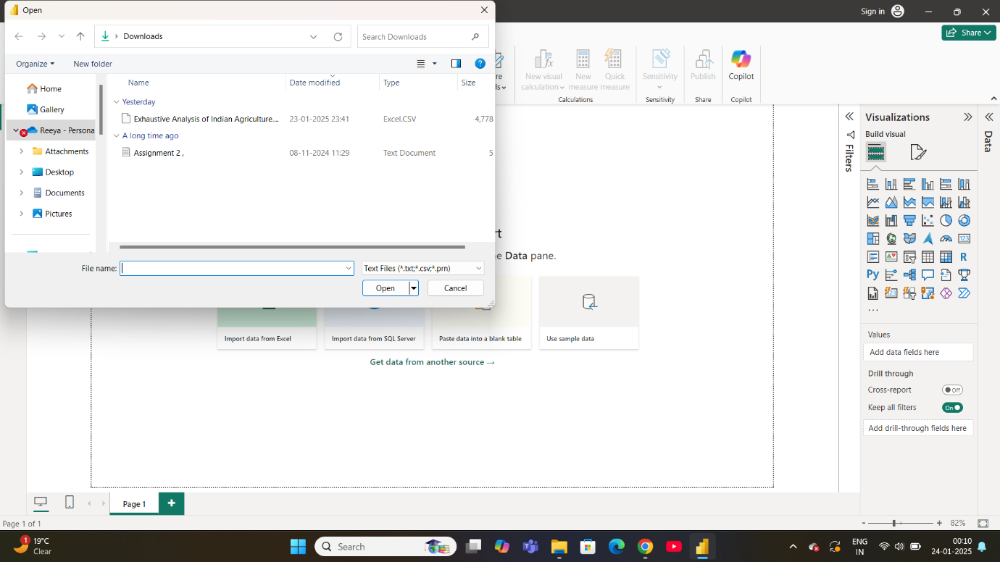 Open
Sign in
Downloads
Search Downloads
Share
Organize
New folder
Name
Date modified
Type
Size
Home
Gallery
Reeya - Persona
Attachments
Desktop
Documents
Pictures
Yesterday
Exhaustive Analysis of Indian Agriculture....
23-01-2025 23:41
Excel.CSV
4,778
A long time ago
Assignment 2 ,
08-11-2024 11:29
Text Document
5
File name:
Text Files (*.txt;*.csv;*.prn)
Open
Cancel
New visual calculation
New measure
Quick measure
Calculations
Sensitivity
Sensitivity
Publish
Share
Copilot
Copilot
Filters
Visualizations
Build visual
Data
123
R
Py
123
...
Values
Add data fields here
Drill through
Cross-report
Off
Keep all filters
On
Add drill-through fields here
Data pane.
Import data from Excel
Import data from SQL Server
Paste data into a blank table
Use sample data
Get data from another source →
Page 1
+
Page 1 of 1
- + 82%
1
19°C
Clear
Search
ENG
IN
00:10
24-01-2025